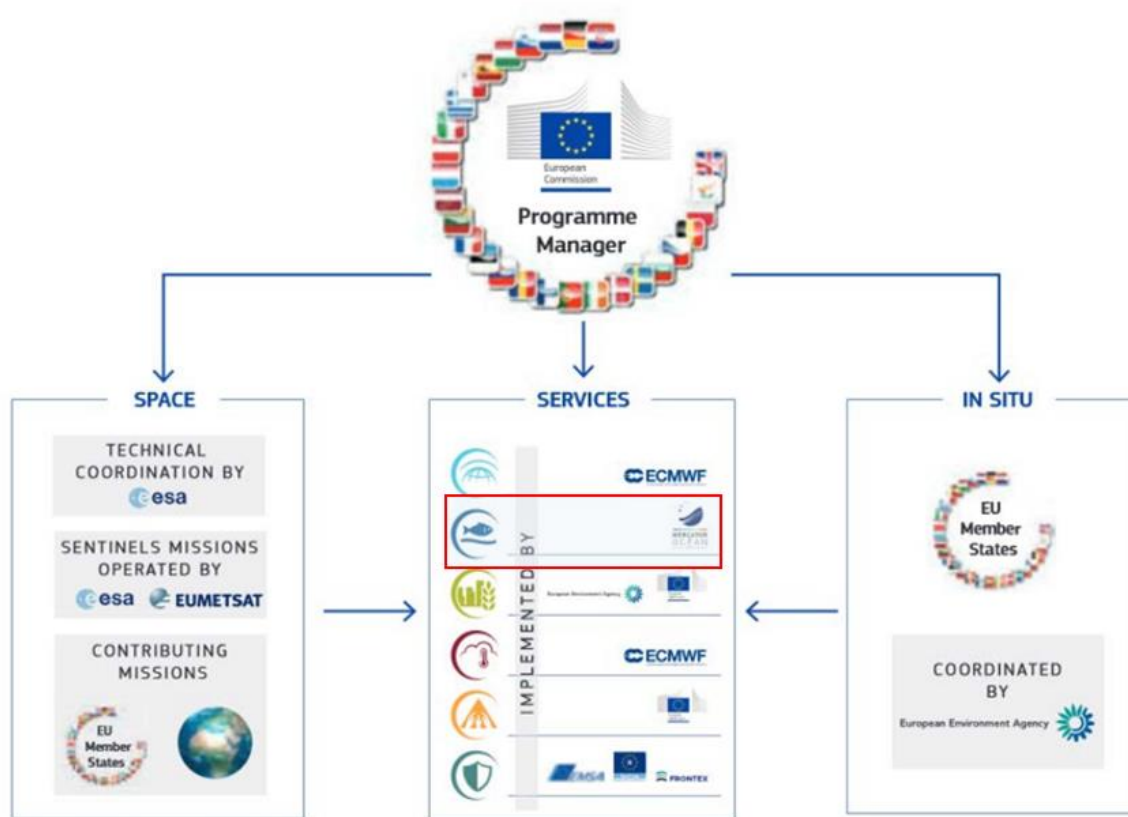 European
Commission
Programme
Manager
SPACE
TECHNICAL
COORDINATION BY
esa
SENTINELS MISSIONS
OPERATED BY
esa EUMETSAT
CONTRIBUTING
MISSIONS
EU
Member
States
SERVICES
IMPLEMENTED BY
ECMWF
MERCATOR
OCEAN
European Environment Agency
ECMWF
EMSA FRONTEX
IN SITU
EU
Member
States
COORDINATED
BY
European Environment Agency